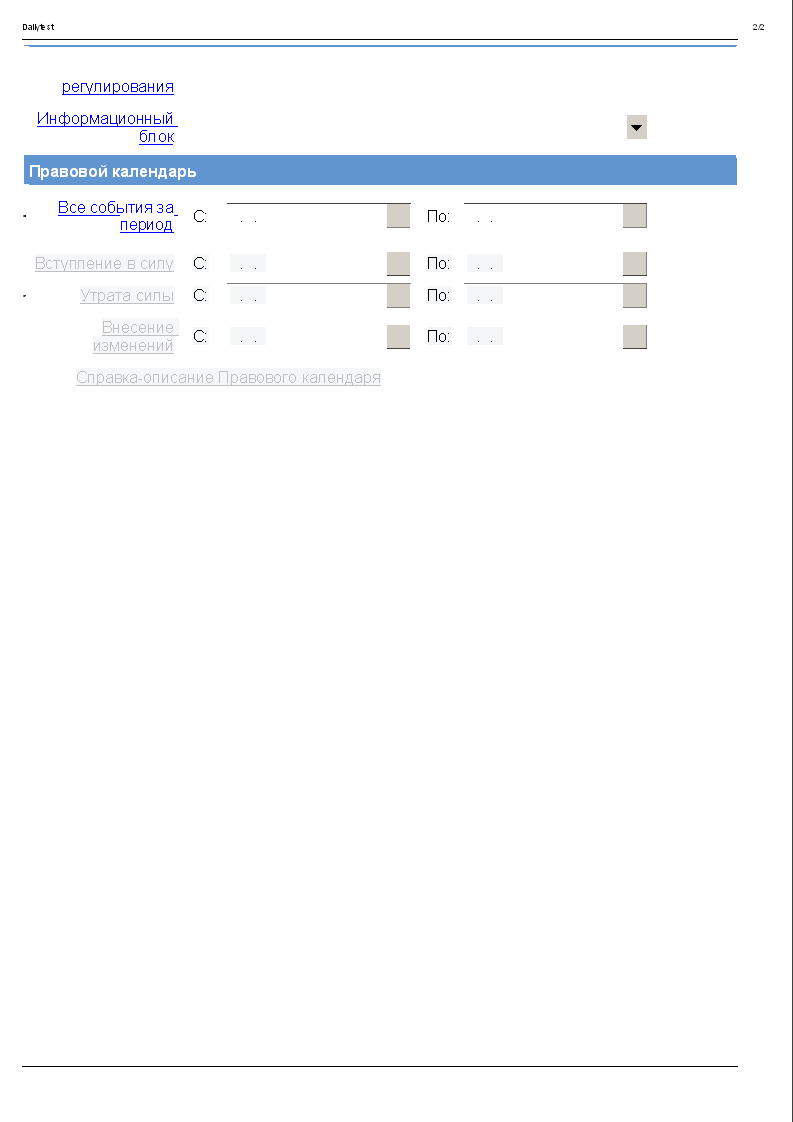 Dailytest 2/2
регулирования
Информационный
блок
Правовой календарь
Все события за
период С: . . По: . .
Вступление в силу С: . . По: . .
Утрата силы С: . . По: . .
Внесение
изменений С: . . По: . .
Справка-описание Правового календаря